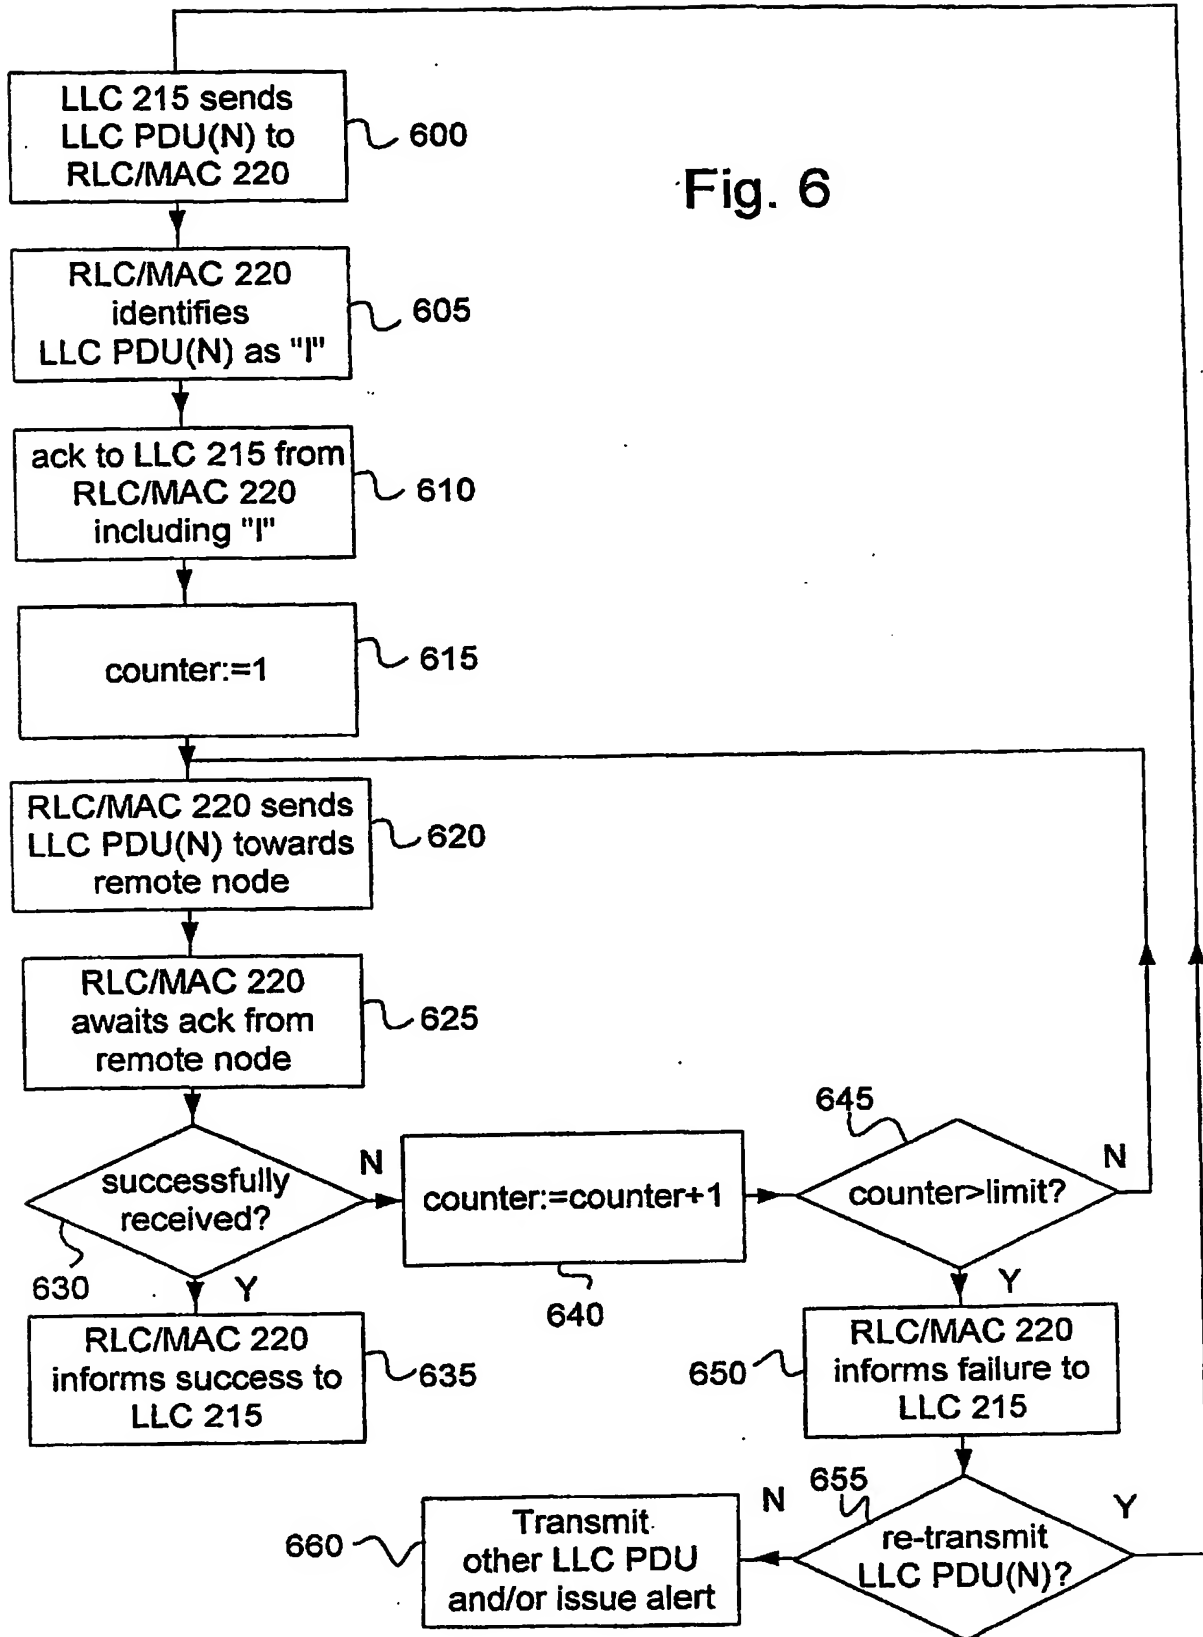 LLC 215 sends
LLC PDU(N) to
RLC/MAC 220
600
Fig. 6
RLC/MAC 220
identifies
LLC PDU(N) as "I"
605
ack to LLC 215 from
RLC/MAC 220
including "I"
610
counter:=1
615
RLC/MAC 220 sends
LLC PDU(N) towards
remote node
620
RLC/MAC 220
awaits ack from
remote node
625
successfully
received?
630
N
Y
counter:=counter+1
640
645
counter>limit?
N
Y
RLC/MAC 220
informs success to
LLC 215
635
RLC/MAC 220
informs failure to
LLC 215
650
655
re-transmit
LLC PDU(N)?
N
Y
Transmit
other LLC PDU
and/or issue alert
660